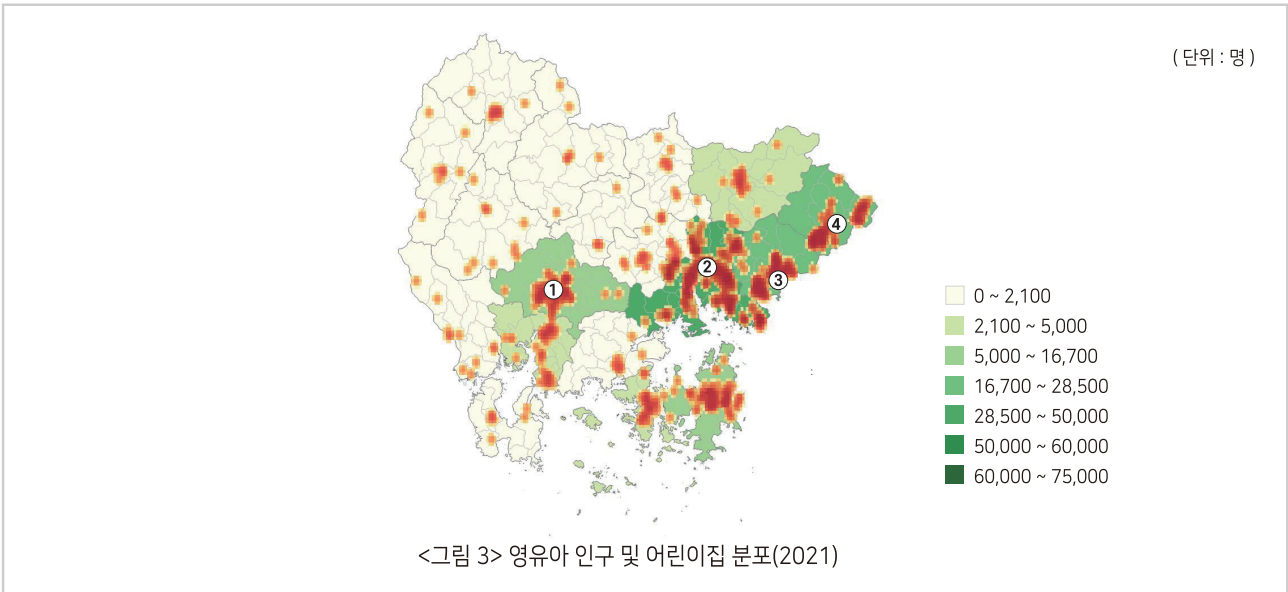 ( 단위 : 명 )
①
②
③
④
0 ~ 2,100
2,100 ~ 5,000
5,000 ~ 16,700
16,700 ~ 28,500
28,500 ~ 50,000
50,000 ~ 60,000
60,000 ~ 75,000
<그림 3> 영유아 인구 및 어린이집 분포(2021)